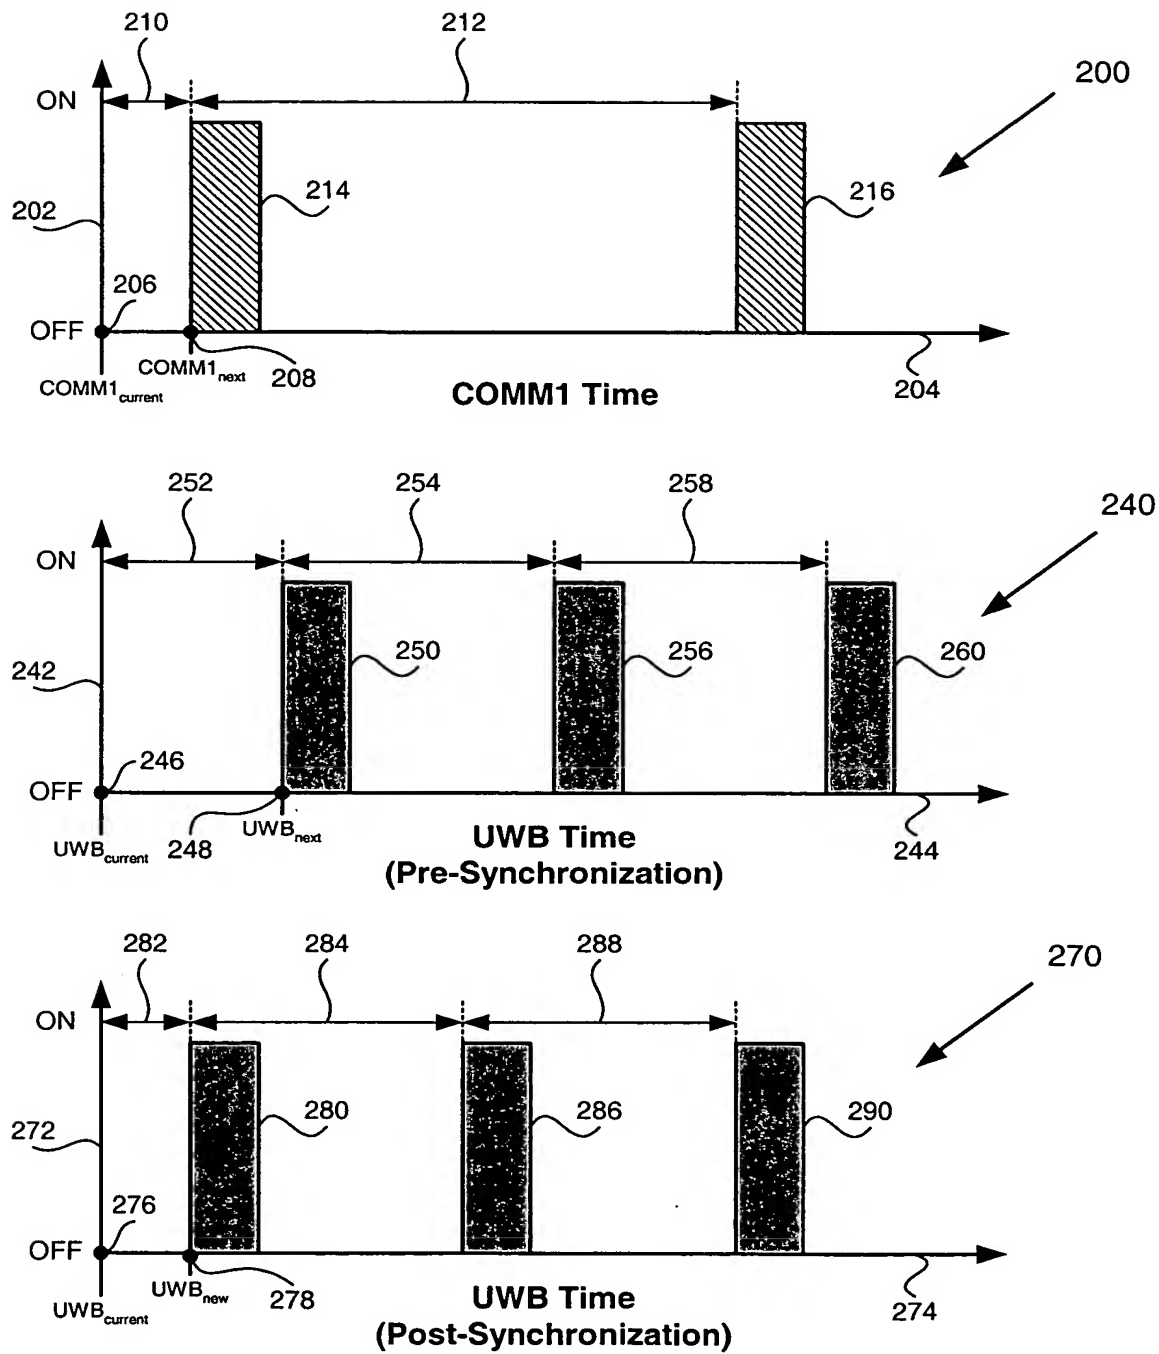 210
212
200
ON
214
216
202
206
OFF
COMM1next
208
COMM1current
COMM1 Time
204
252
254
258
240
ON
250
256
260
242
246
OFF
UWBnext
UWBcurrent
248
UWB Time
244
(Pre-Synchronization)
282
284
288
270
ON
280
286
290
272
276
OFF
UWBnew
278
UWBcurrent
UWB Time
274
(Post-Synchronization)